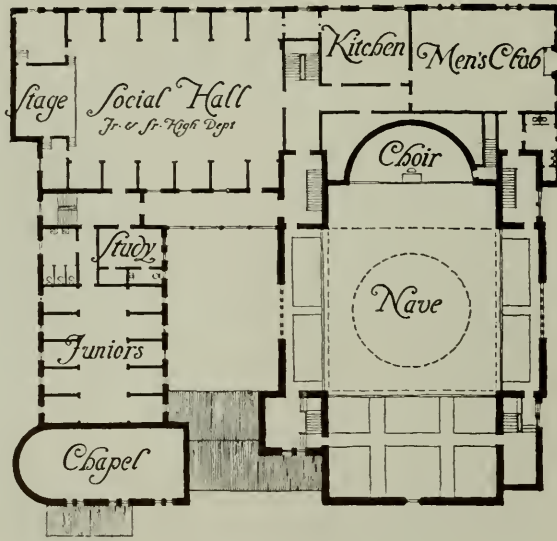 Kitchen
Men's Club
Stage
Social Hall
Jr. & Sr. High Dept
Choir
Study
Nave
Juniors
Chapel